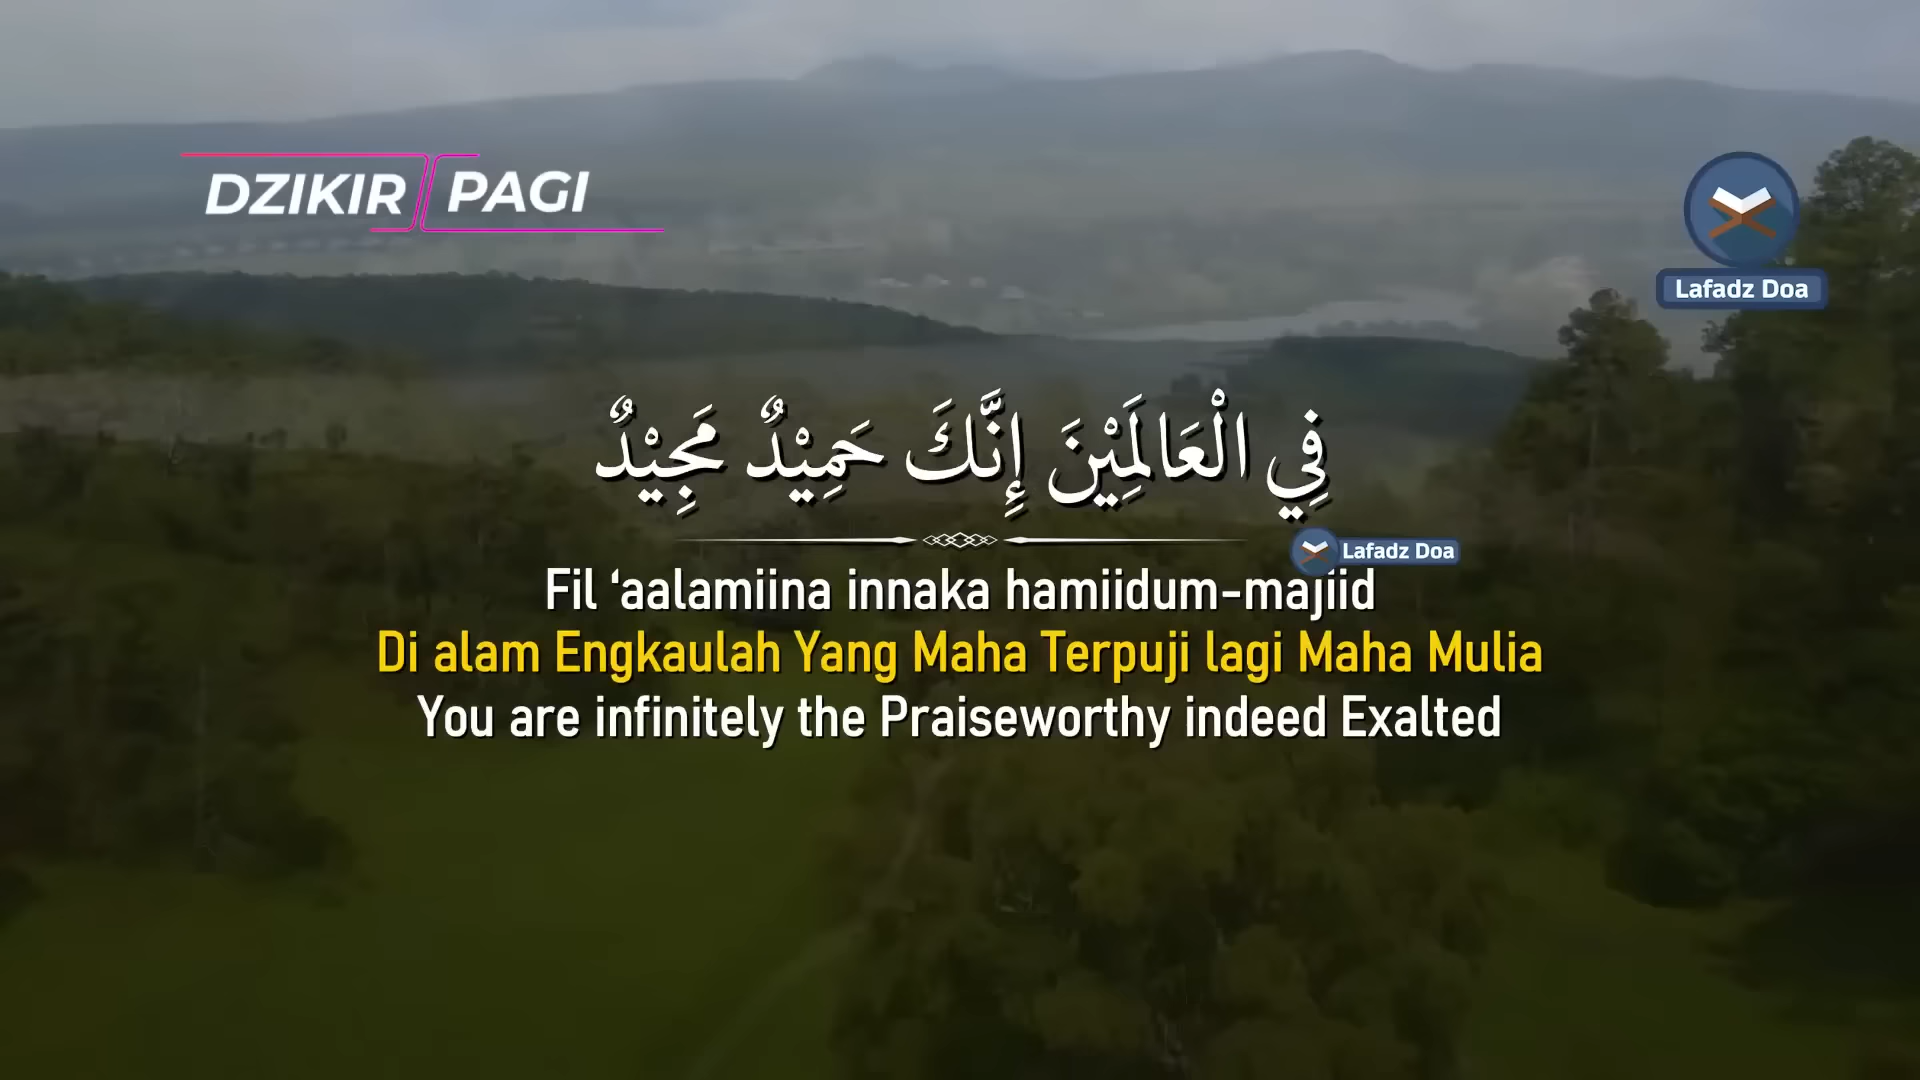 DZIKIR PAGI
Lafadz Doa
فِي الْعَالَمِيْنَ إِنَّكَ حَمِيْدٌ مَجِيْدٌ
Lafadz Doa
Fil ‘aalamiina innaka hamiidum-majiid
Di alam Engkaulah Yang Maha Terpuji lagi Maha Mulia
You are infinitely the Praiseworthy indeed Exalted